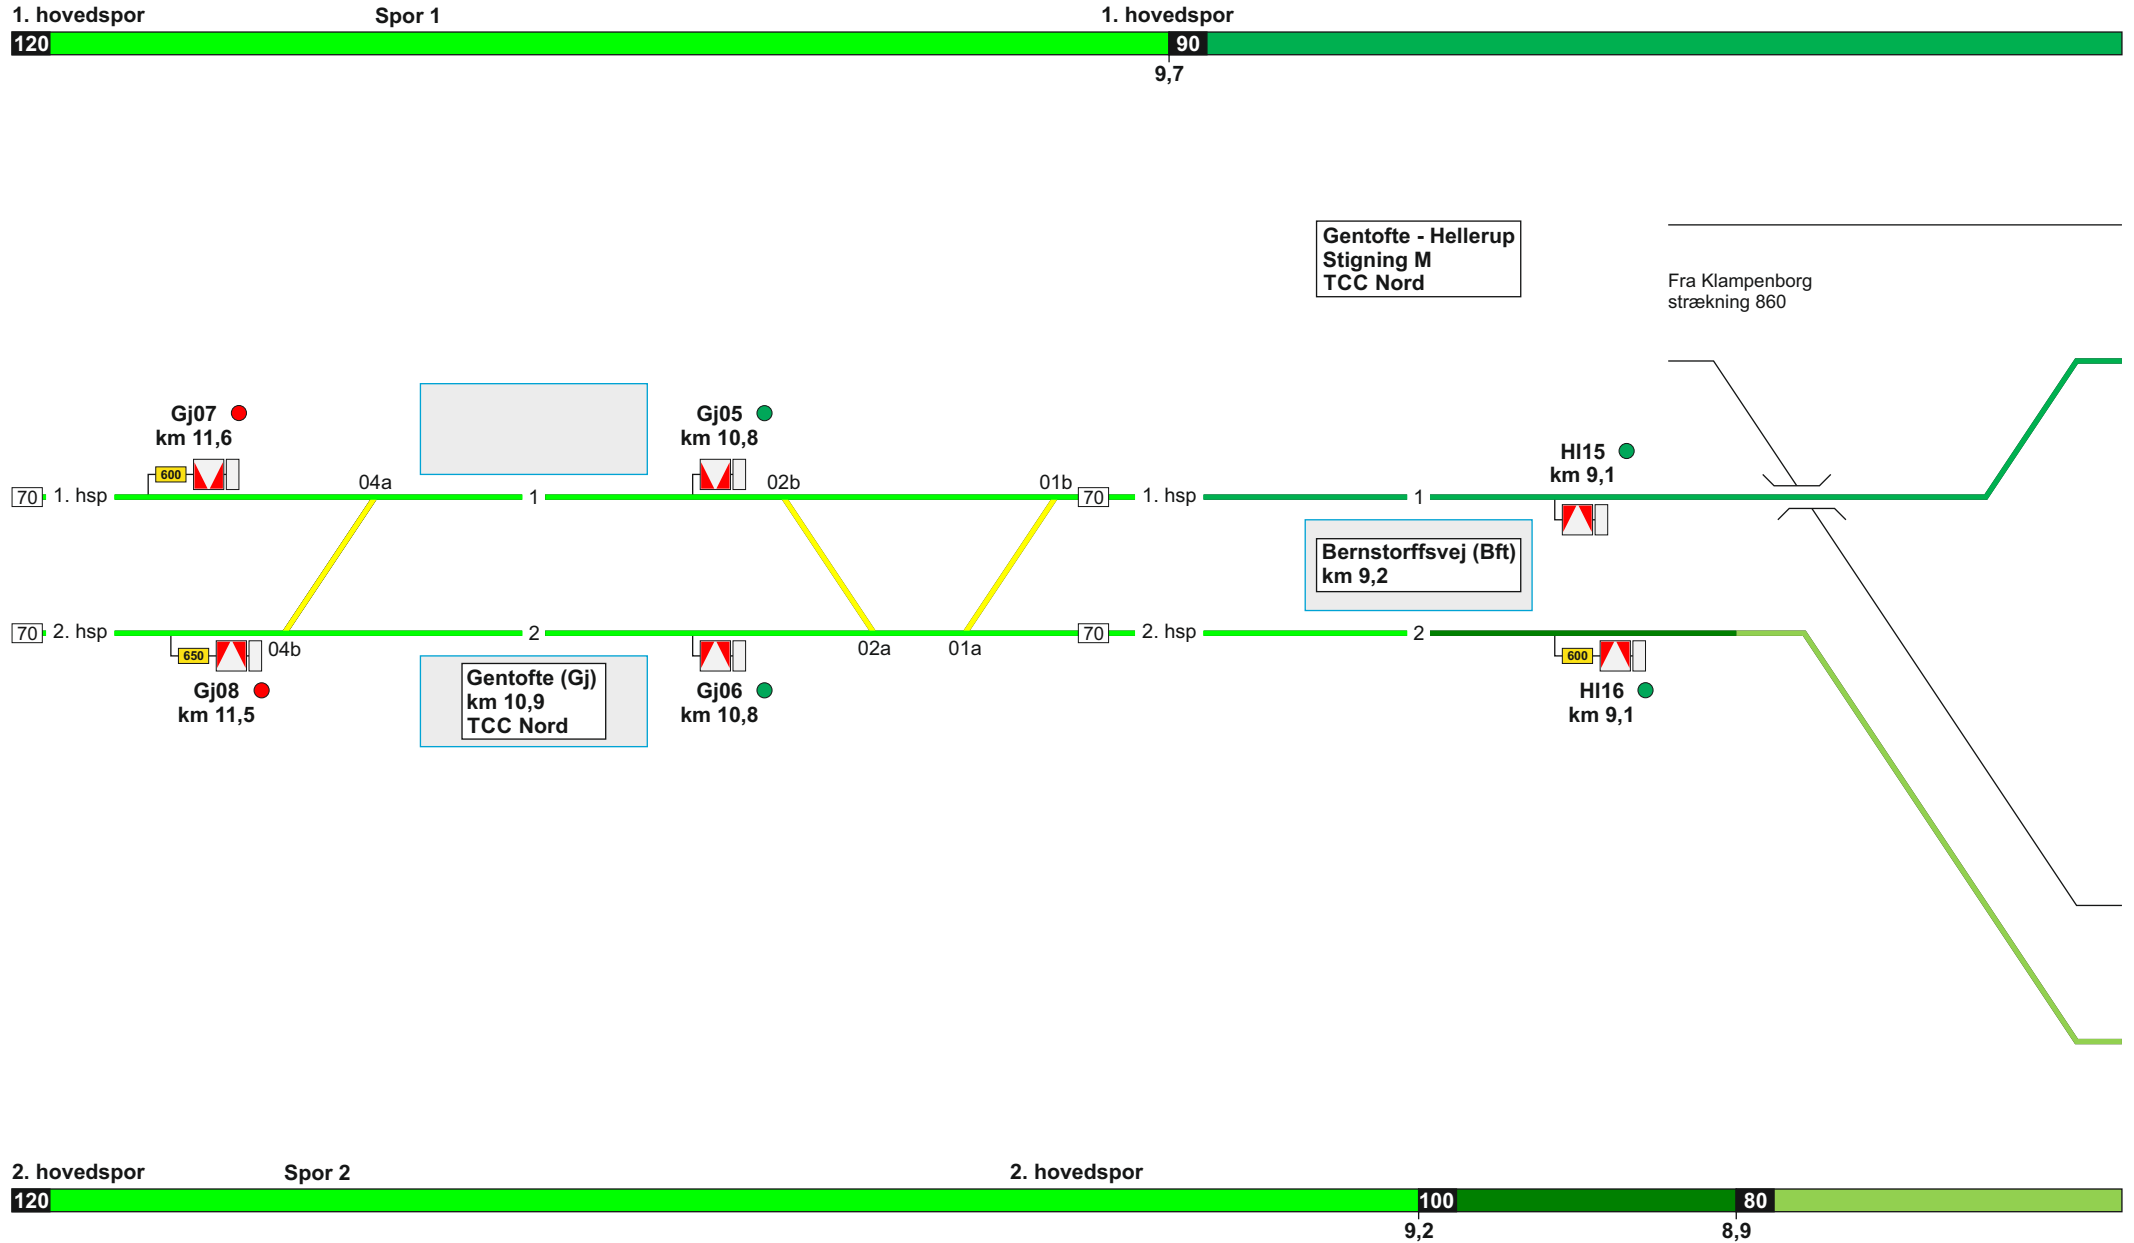 1. hovedspor
Spor 1
1. hovedspor
120
90
9,7
Gentofte - Hellerup
Stigning M
TCC Nord
Fra Klampenborg
strækning 860
Gj07
km 11,6
600
Gj05
km 10,8
Hl15
km 9,1
04a
02b
01b
70
1. hsp
1
70
1. hsp
1
Bernstorffsvej (Bft)
km 9,2
70
2. hsp
2
70
2. hsp
2
650
04b
02a
01a
600
Gj08
km 11,5
Gentofte (Gj)
km 10,9
TCC Nord
Gj06
km 10,8
Hl16
km 9,1
2. hovedspor
Spor 2
2. hovedspor
120
100
80
9,2
8,9